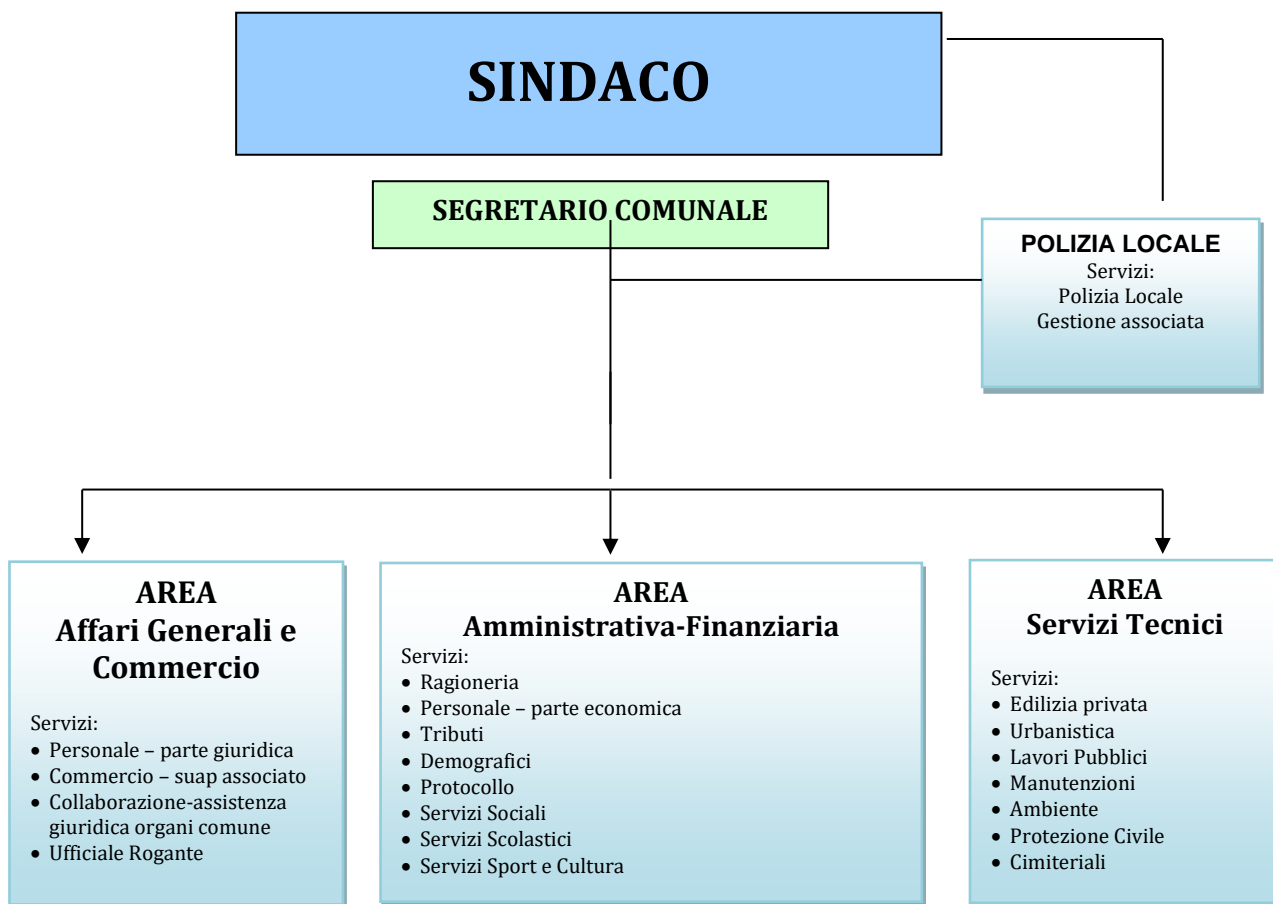 SINDACO
SEGRETARIO COMUNALE
POLIZIA LOCALE
Servizi:
Polizia Locale
Gestione associata
AREA
Affari Generali e
Commercio
Servizi:
• Personale – parte giuridica
• Commercio – suap associato
• Collaborazione-assistenza
giuridica organi comune
• Ufficiale Rogante
AREA
Amministrativa-Finanziaria
Servizi:
• Ragioneria
• Personale – parte economica
• Tributi
• Demografici
• Protocollo
• Servizi Sociali
• Servizi Scolastici
• Servizi Sport e Cultura
AREA
Servizi Tecnici
Servizi:
• Edilizia privata
• Urbanistica
• Lavori Pubblici
• Manutenzioni
• Ambiente
• Protezione Civile
• Cimiteriali